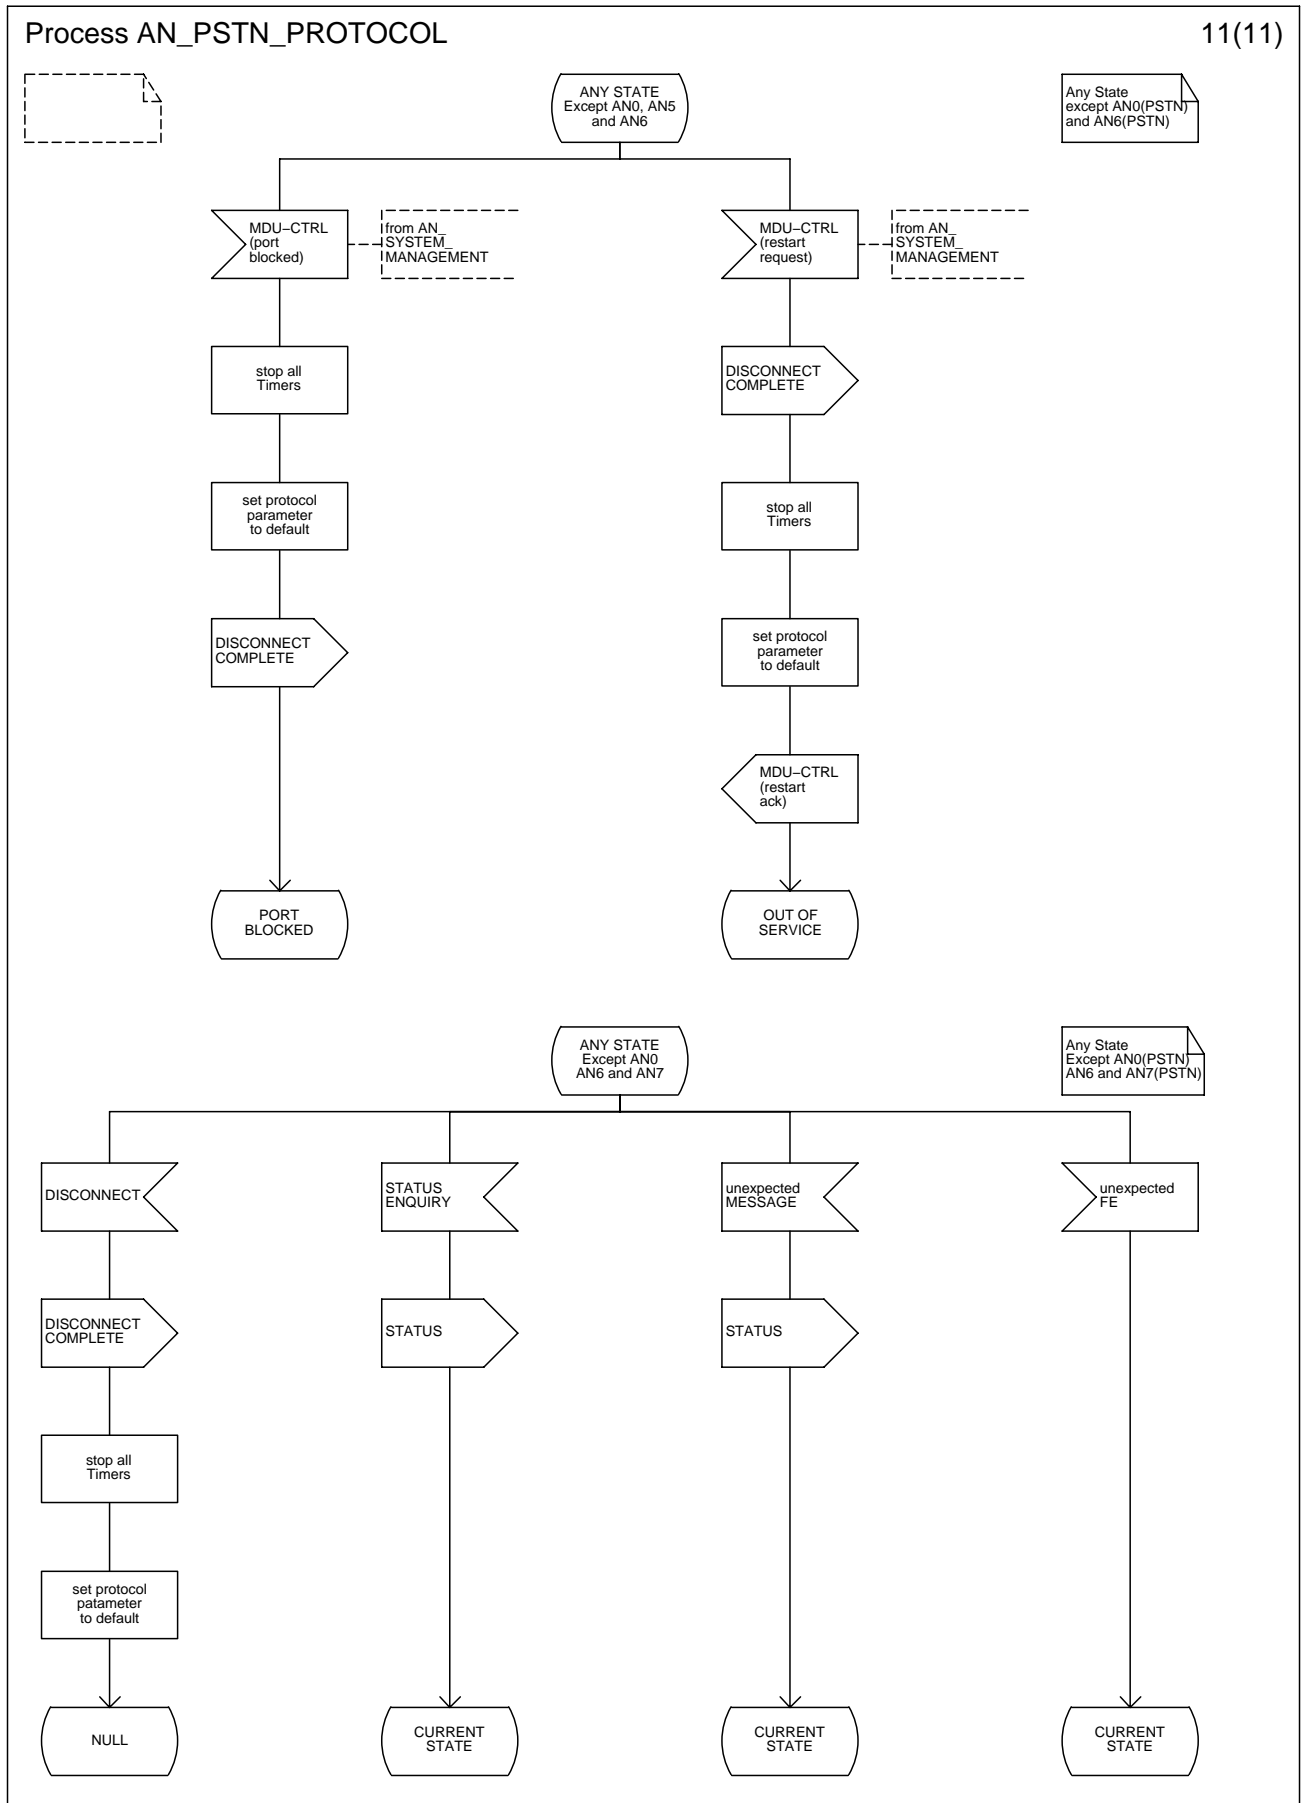 Process AN_PSTN_PROTOCOL
11(11)
ANY STATE
Except AN0, AN5
and AN6
Any State
except AN0(PSTN)
and AN6(PSTN)
MDU−CTRL
(port
blocked)
from AN_
SYSTEM_
MANAGEMENT
MDU−CTRL
(restart
request)
from AN_
SYSTEM_
MANAGEMENT
stop all
Timers
DISCONNECT
COMPLETE
set protocol
parameter
to default
stop all
Timers
DISCONNECT
COMPLETE
set protocol
parameter
to default
MDU−CTRL
(restart
ack)
PORT
BLOCKED
OUT OF
SERVICE
ANY STATE
Except AN0
AN6 and AN7
Any State
Except AN0(PSTN)
AN6 and AN7(PSTN)
DISCONNECT
STATUS
ENQUIRY
unexpected
MESSAGE
unexpected
FE
DISCONNECT
COMPLETE
STATUS
STATUS
stop all
Timers
set protocol
patameter
to default
NULL
CURRENT
STATE
CURRENT
STATE
CURRENT
STATE